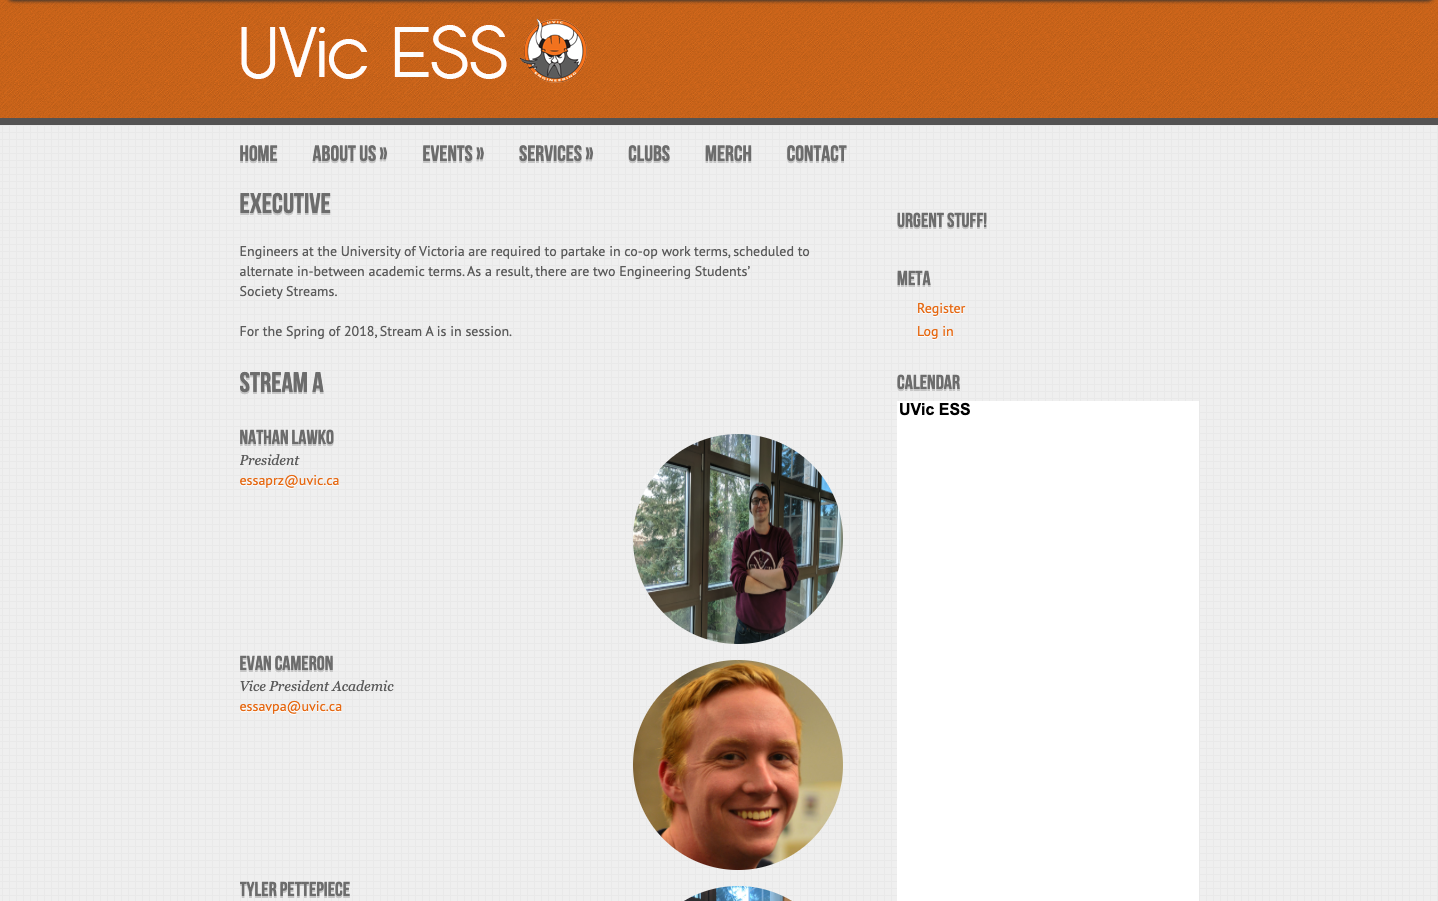 UVic ESS
HOME
ABOUT US »
EVENTS »
SERVICES »
CLUBS
MERCH
CONTACT
EXECUTIVE
Engineers at the University of Victoria are required to partake in co-op work terms, scheduled to
alternate in-between academic terms. As a result, there are two Engineering Students'
Society Streams.
For the Spring of 2018, Stream A is in session.
STREAM A
NATHAN LAWKO
President
essaprz@uvic.ca
EVAN CAMERON
Vice President Academic
essavpa@uvic.ca
TYLER PETTEPIECE
URGENT STUFF!
META
Register
Log in
CALENDAR
UVic ESS